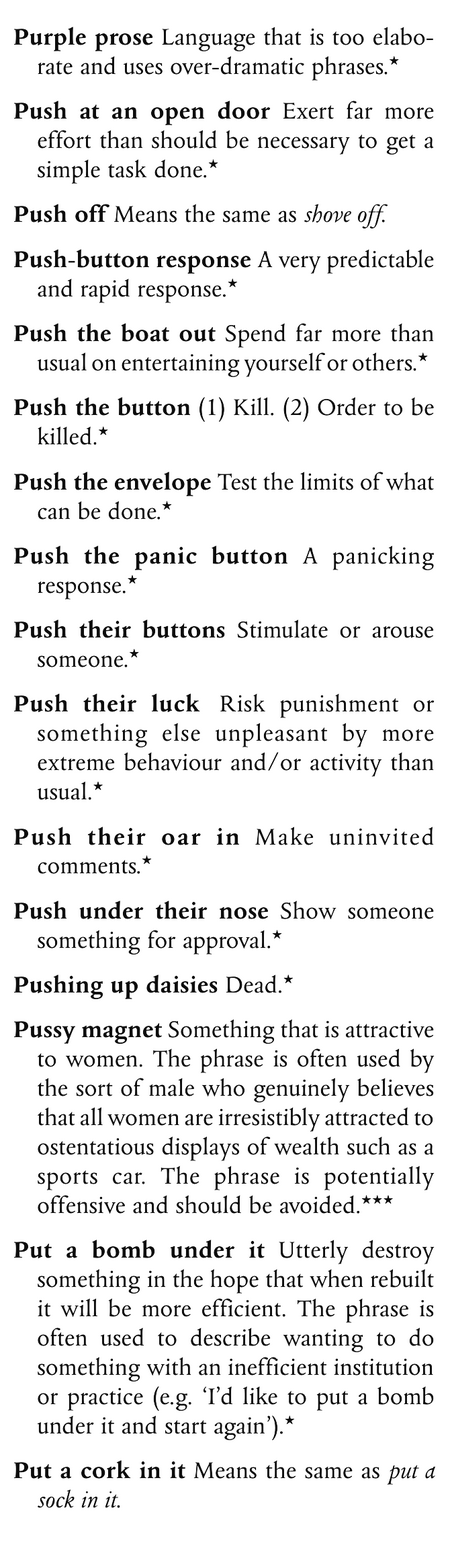 Purple prose Language that is too elabo-
rate and uses over-dramatic phrases.★
Push at an open door Exert far more
effort than should be necessary to get a
simple task done.★
Push off Means the same as shove off.
Push-button response A very predictable
and rapid response.★
Push the boat out Spend far more than
usual on entertaining yourself or others.★
Push the button (1) Kill. (2) Order to be
killed.★
Push the envelope Test the limits of what
can be done.★
Push the panic button A panicking
response.★
Push their buttons Stimulate or arouse
someone.★
Push their luck Risk punishment or
something else unpleasant by more
extreme behaviour and/or activity than
usual.★
Push their oar in Make uninvited
comments.★
Push under their nose Show someone
something for approval.★
Pushing up daisies Dead.★
Pussy magnet Something that is attractive
to women. The phrase is often used by
the sort of male who genuinely believes
that all women are irresistibly attracted to
ostentatious displays of wealth such as a
sports car. The phrase is potentially
offensive and should be avoided.★★★
Put a bomb under it Utterly destroy
something in the hope that when rebuilt
it will be more efficient. The phrase is
often used to describe wanting to do
something with an inefficient institution
or practice (e.g. ‘I’d like to put a bomb
under it and start again’).★
Put a cork in it Means the same as put a
sock in it.